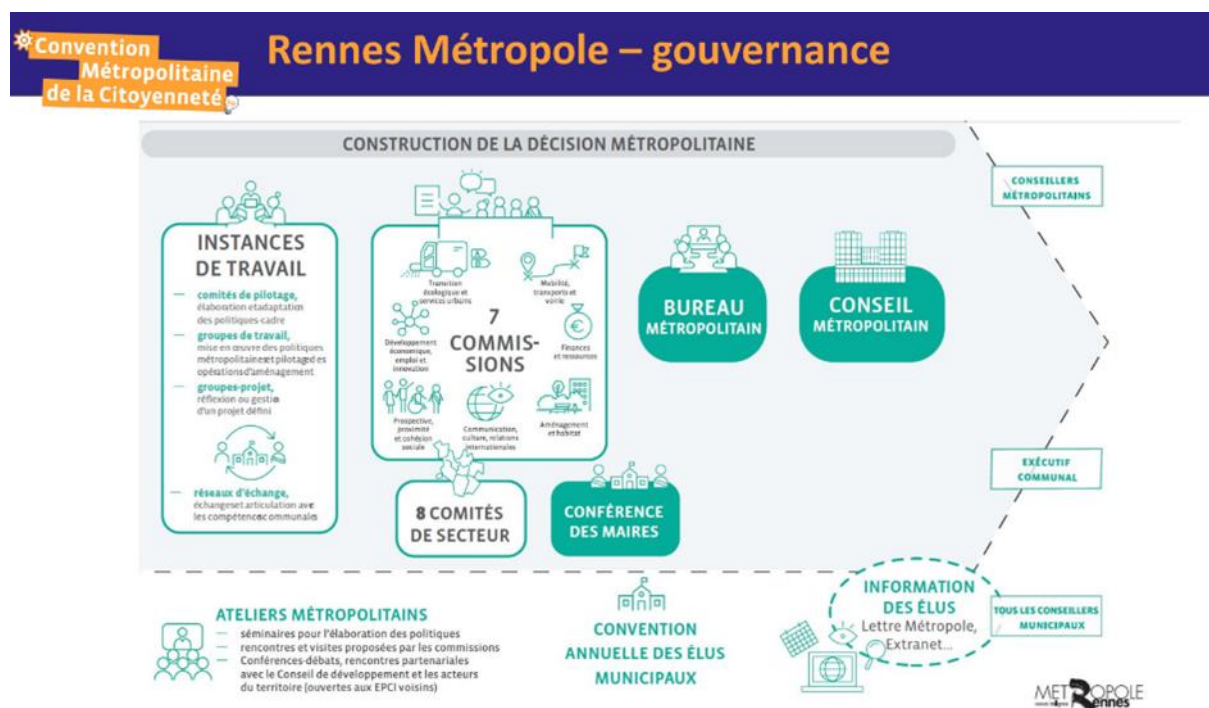 Convention
Métropolitaine
de la Citoyenneté
Rennes Métropole – gouvernance
CONSTRUCTION DE LA DÉCISION MÉTROPOLITAINE
INSTANCES
DE TRAVAIL
— comités de pilotage,
élaboration etadaptation
des politiques-cadre
— groupes de travail,
mise en œuvre des politiques
métropolitaines et pilotaged es
opérations d'aménagement
— groupes-projet,
réflexion ou gestion
d'un projet défini
— réseaux d'échange,
échanges et articulation avec
les compétences communales
Transition
écologique et
services urbains
Mobilité,
transports et
voirie
7
COMMIS-
SIONS
Développement
économique,
emploi et
innovation
Finances
et ressources
Prospective,
proximité
et cohésion
sociale
Communication,
culture, relations
internationales
Aménagement
et habitat
8 COMITÉS
DE SECTEUR
CONFÉRENCE
DES MAIRES
BUREAU
MÉTROPOLITAIN
CONSEIL
MÉTROPOLITAIN
CONSEILLERS
MÉTROPOLITAINS
EXÉCUTIF
COMMUNAL
TOUS LES CONSEILLERS
MUNICIPAUX
ATELIERS MÉTROPOLITAINS
— séminaires pour l'élaboration des politiques
— rencontres et visites proposées par les commissions
— Conférences-débats, rencontres partenariales
avec le Conseil de développement et les acteurs
du territoire (ouvertes aux EPCI voisins)
CONVENTION
ANNUELLE DES ÉLUS
MUNICIPAUX
INFORMATION
DES ÉLUS
Lettre Métropole,
Extranet...
METROPOLE
Rennes